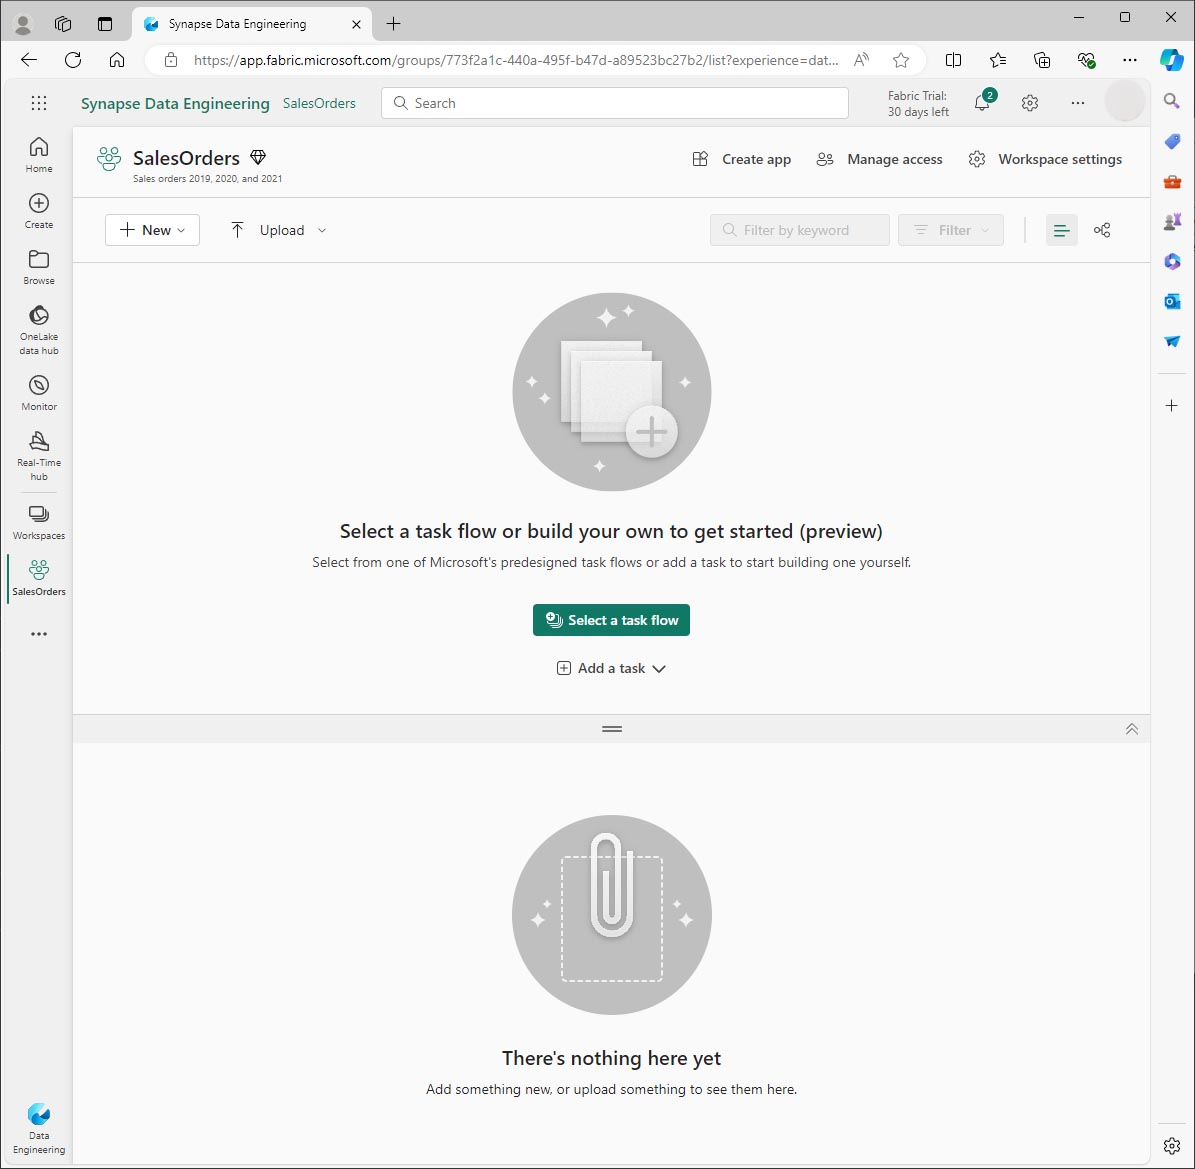 Synapse Data Engineering
https://app.fabric.microsoft.com/groups/773f2a1c-440a-495f-b47d-a89523bc27b2/list?experience=dat...
Synapse Data Engineering SalesOrders
Search
Fabric Trial:
30 days left
2
Home
Create
Browse
OneLake
data hub
Monitor
Real-Time
hub
Workspaces
SalesOrders
Data
Engineering
SalesOrders
Sales orders 2019, 2020, and 2021
Create app
Manage access
Workspace settings
New
Upload
Filter by keyword
Filter
Select a task flow or build your own to get started (preview)
Select from one of Microsoft's predesigned task flows or add a task to start building one yourself.
Select a task flow
Add a task
There's nothing here yet
Add something new, or upload something to see them here.